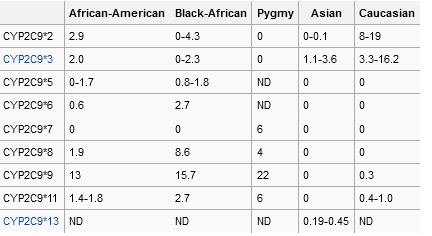 African-American Black-African Pygmy Asian Caucasian
CYP2C9*2 2.9 0-4.3 0 0-0.1 8-19
CYP2C9*3 2.0 0-2.3 0 1.1-3.6 3.3-16.2
CYP2C9*5 0-1.7 0.8-1.8 ND 0 0
CYP2C9*6 0.6 2.7 ND 0 0
CYP2C9*7 0 0 6 0 0
CYP2C9*8 1.9 8.6 4 0 0
CYP2C9*9 13 15.7 22 0 0.3
CYP2C9*11 1.4-1.8 2.7 6 0 0.4-1.0
CYP2C9*13 ND ND ND 0.19-0.45 ND